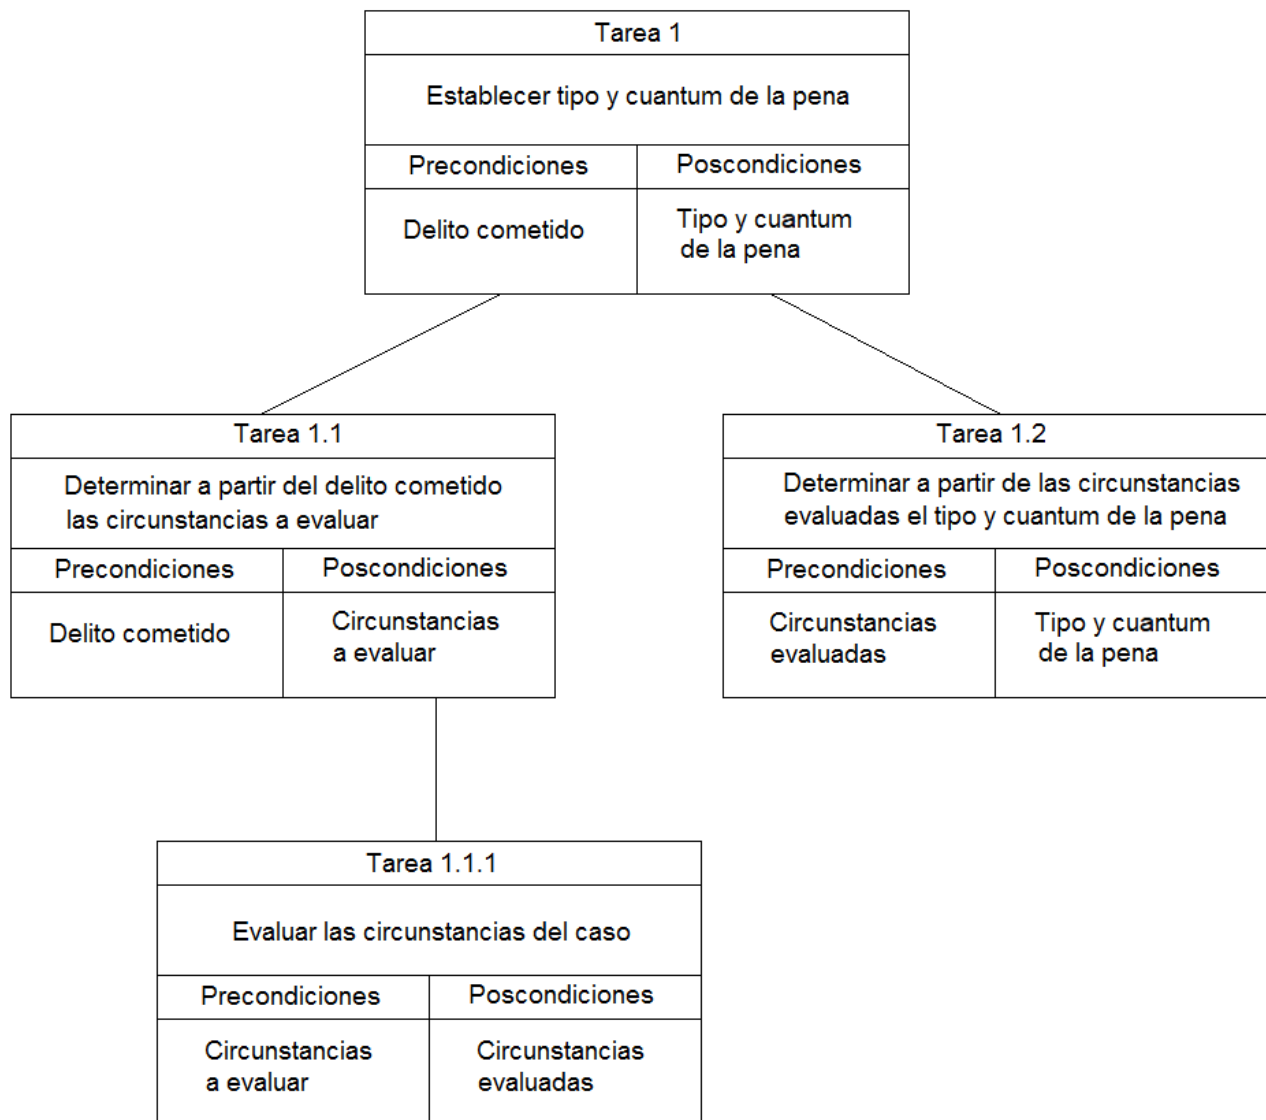 Tarea 1
Establecer tipo y cuantum de la pena
Precondiciones
Poscondiciones
Delito cometido
Tipo y cuantum
de la pena
Tarea 1.1
Determinar a partir del delito cometido
las circunstancias a evaluar
Precondiciones
Poscondiciones
Delito cometido
Circunstancias
a evaluar
Tarea 1.2
Determinar a partir de las circunstancias
evaluadas el tipo y cuantum de la pena
Precondiciones
Poscondiciones
Circunstancias
evaluadas
Tipo y cuantum
de la pena
Tarea 1.1.1
Evaluar las circunstancias del caso
Precondiciones
Poscondiciones
Circunstancias
a evaluar
Circunstancias
evaluadas